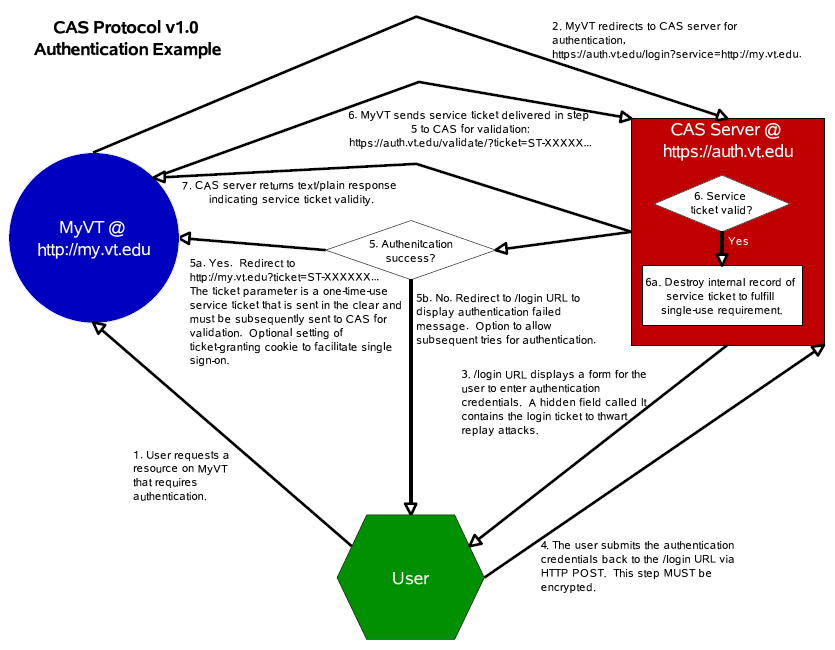 CAS Protocol v1.0
Authentication Example
2. MyVT redirects to CAS server for
authentication.
https://auth.vt.edu/login?service=http://my.vt.edu.
6. MyVT sends service ticket delivered in step
5 to CAS for validation:
https://auth.vt.edu/validate/?ticket=ST-XXXXX...
CAS Server @
https://auth.vt.edu
7. CAS server returns text/plain response
indicating service ticket validity.
6. Service
ticket valid?
MyVT @
http://my.vt.edu
5. Authenitcation
success?
Yes
5a. Yes. Redirect to
http://my.vt.edu?ticket=ST-XXXXXX...
The ticket parameter is a one-time-use
service ticket that is sent in the clear and
must be subsequently sent to CAS for
validation. Optional setting of
ticket-granting cookie to facilitate single
sign-on.
6a. Destroy internal record of
service ticket to fulfill
single-use requirement.
5b. No. Redirect to /login URL to
display authentication failed
message. Option to allow
subsequent tries for authentication.
3. /login URL displays a form for the
user to enter authentication
credentials. A hidden field called lt
contains the login ticket to thwart
replay attacks.
1. User requests a
resource on MyVT
that requires
authentication.
4. The user submits the authentication
credentials back to the /login URL via
HTTP POST. This step MUST be
encrypted.
User